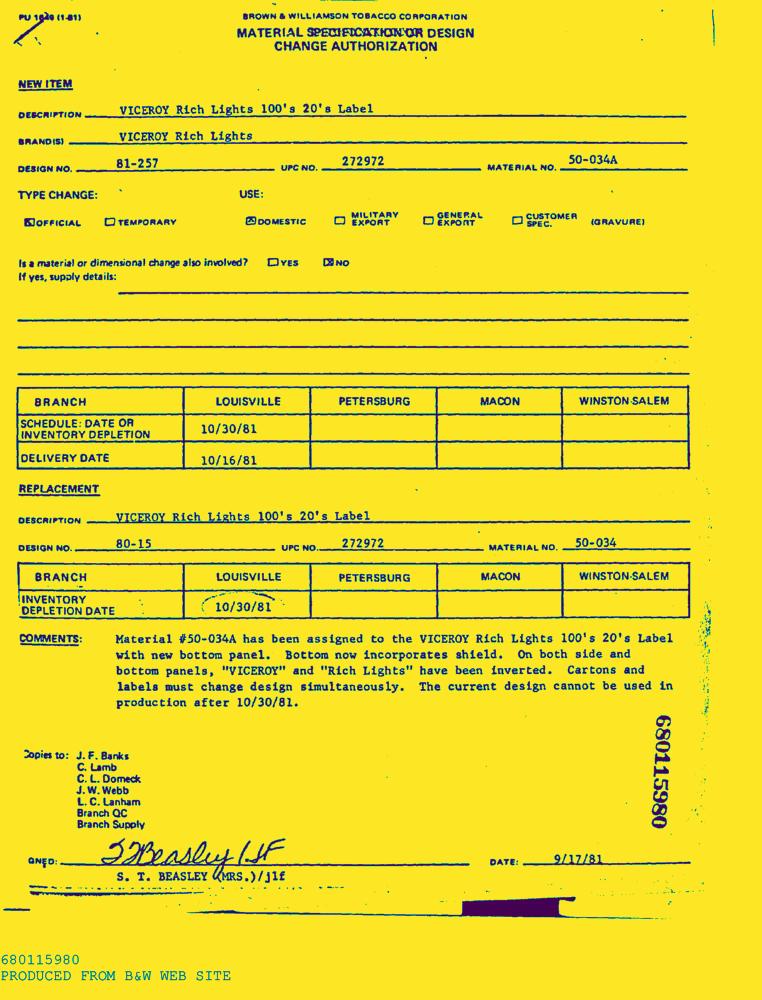 PU 1649 (1-81)
BROWN & WILLIAMSON TOBACCO CORPORATION
MATERIAL SPECIFICATION OR DESIGN
CHANGE AUTHORIZATION
NEW ITEM
DESCRIPTION VICEROY Rich Lights 100's 20's Label
BRAND(S) VICEROY Rich Lights
DESIGN NO. 81-257 UPC NO. 272972 MATERIAL NO. 50-034A
TYPE CHANGE: USE:
☒ OFFICIAL ☐ TEMPORARY ☒ DOMESTIC ☐ MILITARY EXPORT ☐ GENERAL EXPORT ☐ CUSTOMER SPEC. (GRAVURE)
Is a material or dimensional change also involved? ☐ YES ☒ NO
If yes, supply details:
BRANCH LOUISVILLE PETERSBURG MACON WINSTON-SALEM
SCHEDULE: DATE OR
INVENTORY DEPLETION 10/30/81
DELIVERY DATE 10/16/81
REPLACEMENT
DESCRIPTION VICEROY Rich Lights 100's 20's Label
DESIGN NO. 80-15 UPC NO. 272972 MATERIAL NO. 50-034
BRANCH LOUISVILLE PETERSBURG MACON WINSTON-SALEM
INVENTORY
DEPLETION DATE 10/30/81
COMMENTS: Material #50-034A has been assigned to the VICEROY Rich Lights 100's 20's Label
with new bottom panel. Bottom now incorporates shield. On both side and
bottom panels, "VICEROY" and "Rich Lights" have been inverted. Cartons and
labels must change design simultaneously. The current design cannot be used in
production after 10/30/81.
680115980
Copies to: J. F. Banks
C. Lamb
C. L. Domeck
J. W. Webb
L. C. Lanham
Branch QC
Branch Supply
GNED: S T Beasley / JLF DATE: 9/17/81
S. T. BEASLEY (MRS.)/jlf
680115980
PRODUCED FROM B&W WEB SITE